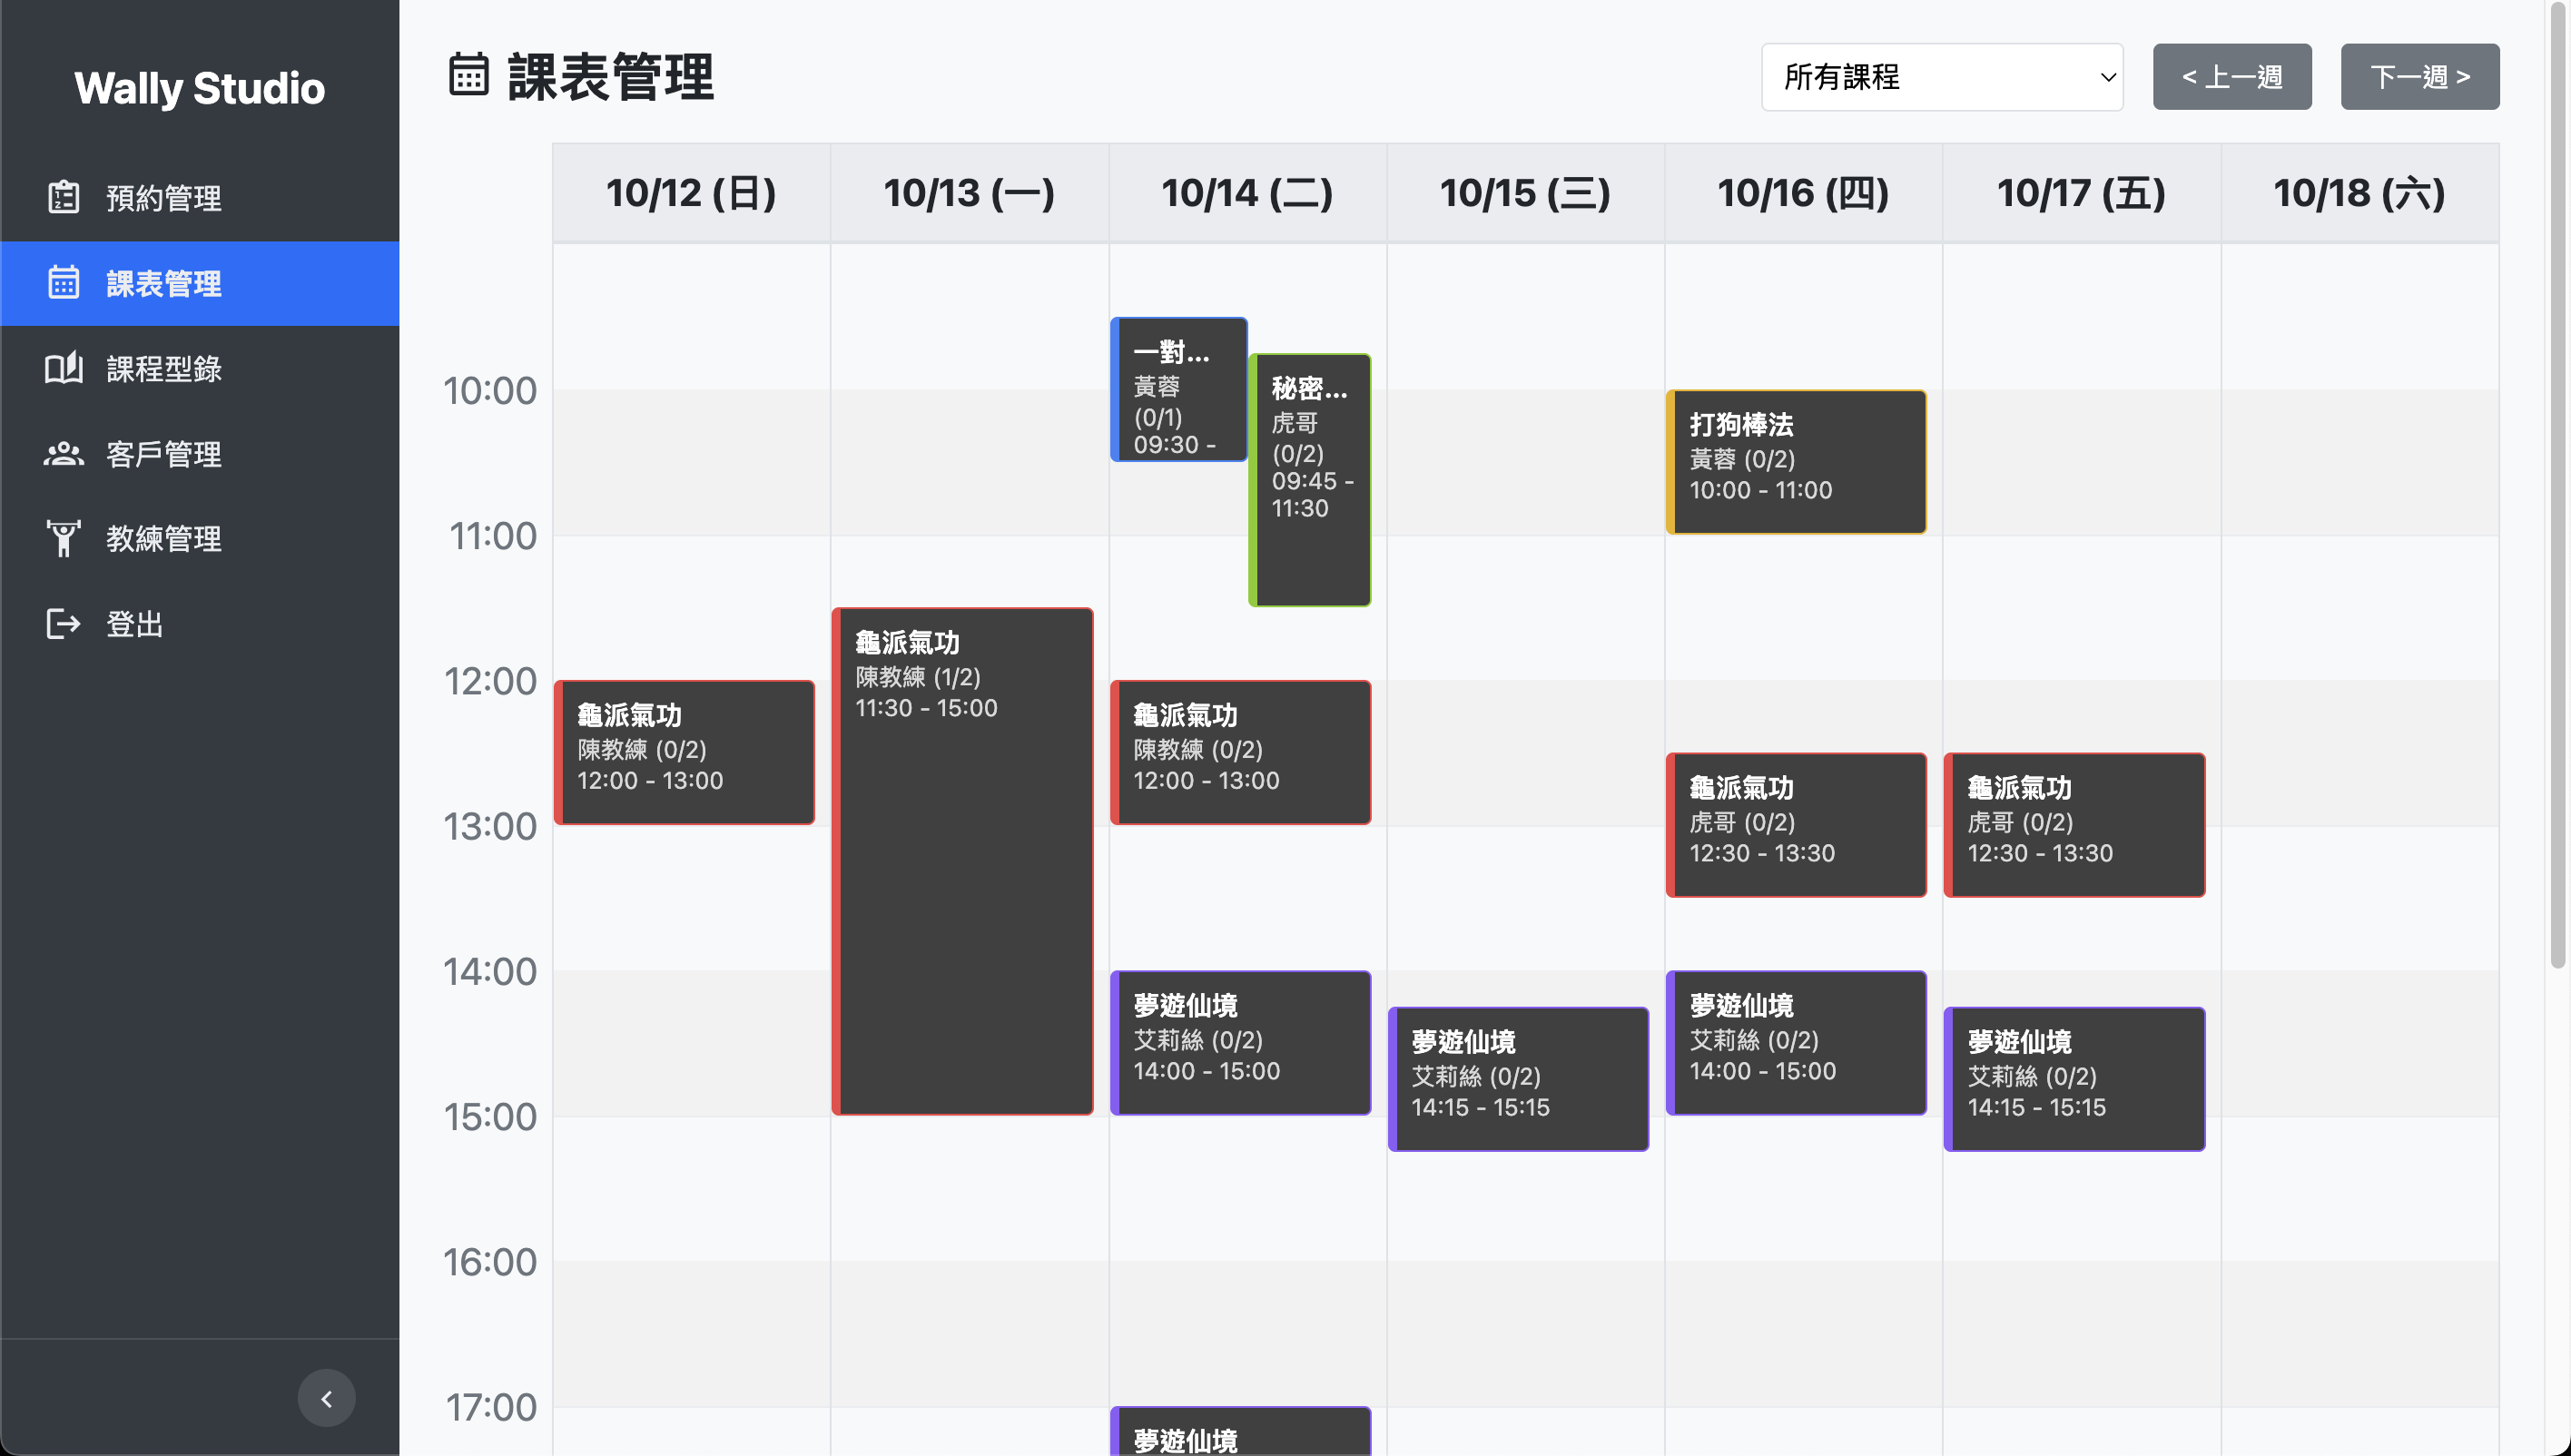 Wally Studio
預約管理
課表管理
課程型錄
客戶管理
教練管理
登出
課表管理
所有課程
< 上一週
下一週 >
10/12 (日)
10/13 (一)
10/14 (二)
10/15 (三)
10/16 (四)
10/17 (五)
10/18 (六)
10:00
11:00
12:00
13:00
14:00
15:00
16:00
17:00
龜派氣功
陳教練 (0/2)
12:00 - 13:00
龜派氣功
陳教練 (1/2)
11:30 - 15:00
一對...
黃蓉
(0/1)
09:30 -
秘密...
虎哥
(0/2)
09:45 -
11:30
龜派氣功
陳教練 (0/2)
12:00 - 13:00
夢遊仙境
艾莉絲 (0/2)
14:00 - 15:00
夢遊仙境
夢遊仙境
艾莉絲 (0/2)
14:15 - 15:15
打狗棒法
黃蓉 (0/2)
10:00 - 11:00
龜派氣功
虎哥 (0/2)
12:30 - 13:30
夢遊仙境
艾莉絲 (0/2)
14:00 - 15:00
龜派氣功
虎哥 (0/2)
12:30 - 13:30
夢遊仙境
艾莉絲 (0/2)
14:15 - 15:15